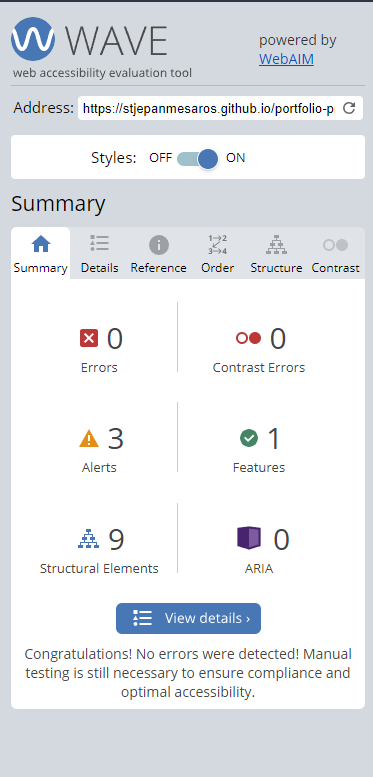 WAVE
web accessibility evaluation tool
powered by
WebAIM
Address: https://stjepanmesaros.github.io/portfolio-p
Styles: OFF ON
Summary
Summary Details Reference Order Structure Contrast
0 0
Errors Contrast Errors
3 1
Alerts Features
9 0
Structural Elements ARIA
View details ›
Congratulations! No errors were detected! Manual
testing is still necessary to ensure compliance and
optimal accessibility.